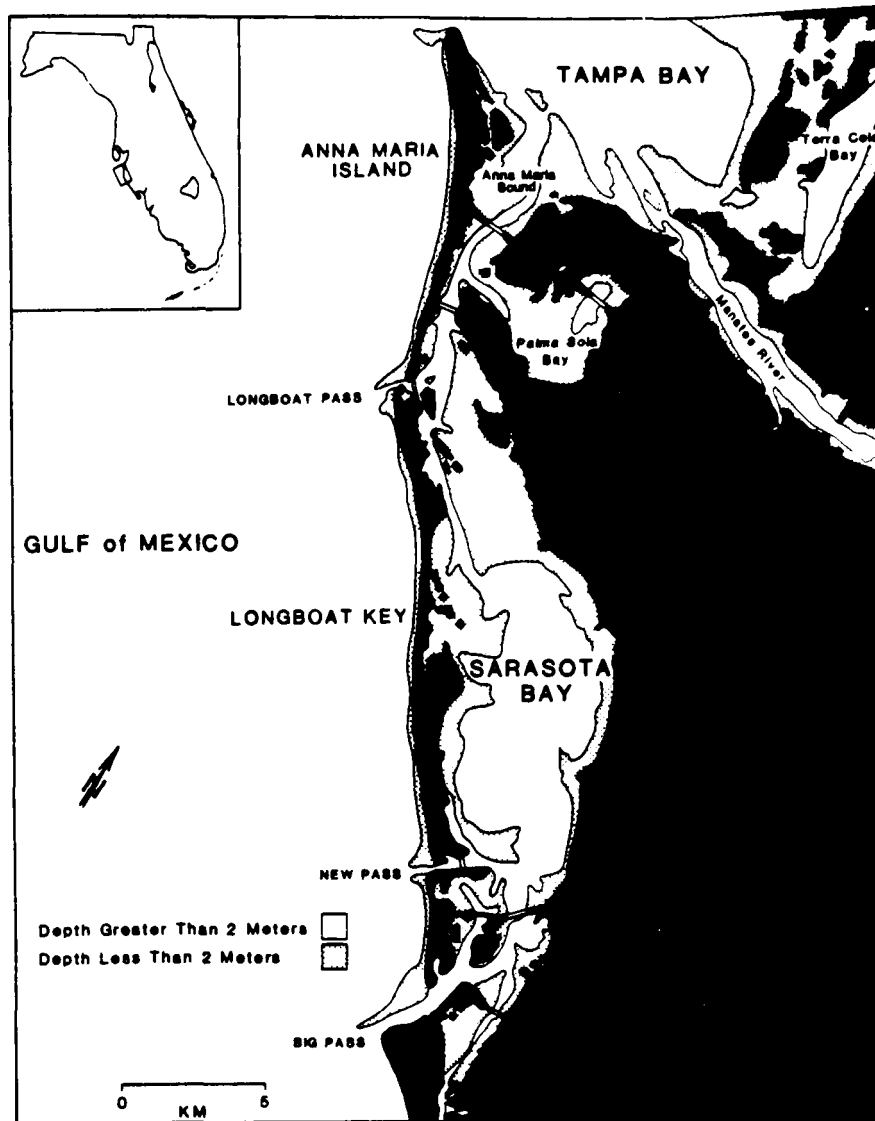 TAMPA BAY
Terra Ceia
Bay
ANNA MARIA
ISLAND
Anna Maria
Sound
Manatee River
Palma Sola
Bay
LONGBOAT PASS
GULF of MEXICO
LONGBOAT KEY
SARASOTA
BAY
N
NEW PASS
Depth Greater Than 2 Meters
Depth Less Than 2 Meters
BIG PASS
0 5
KM